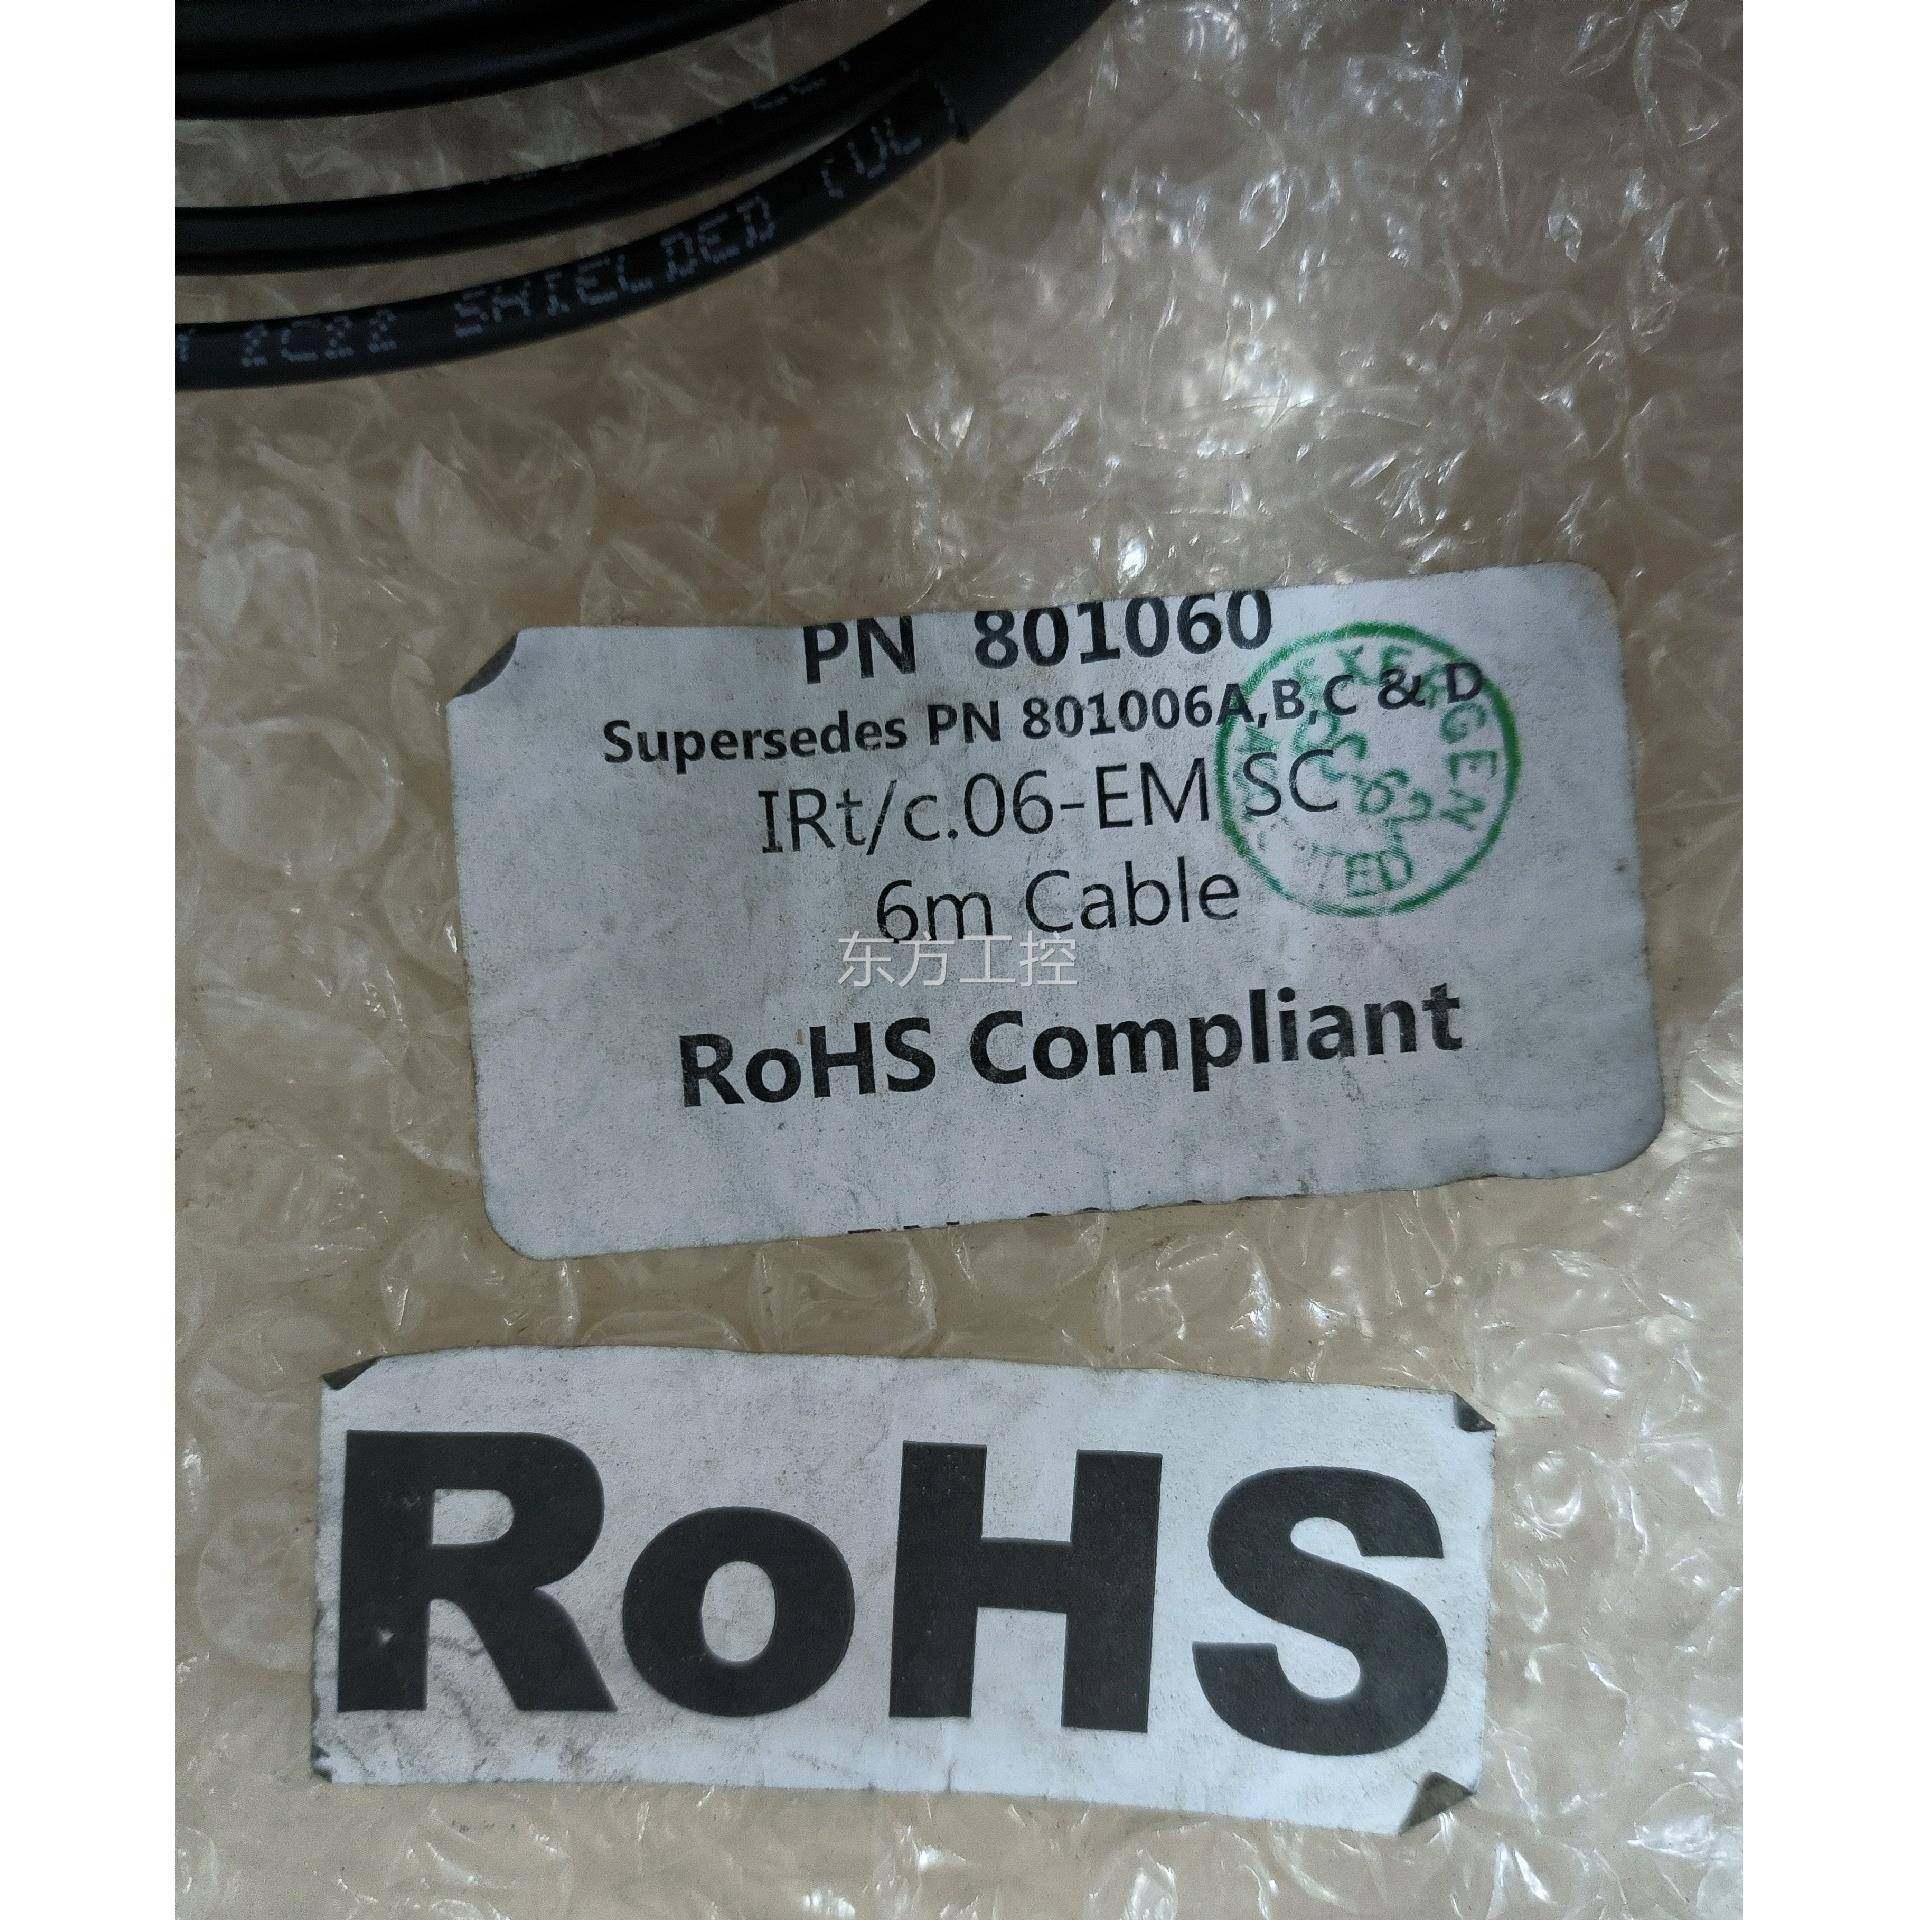 2C22 SHIELDED (UL
PN 801060
Supersedes PN 801006A,B,C & D
IRt/c.06-EM SC
6m Cable
东方工控
RoHS Compliant
EXERGEN
RoHS